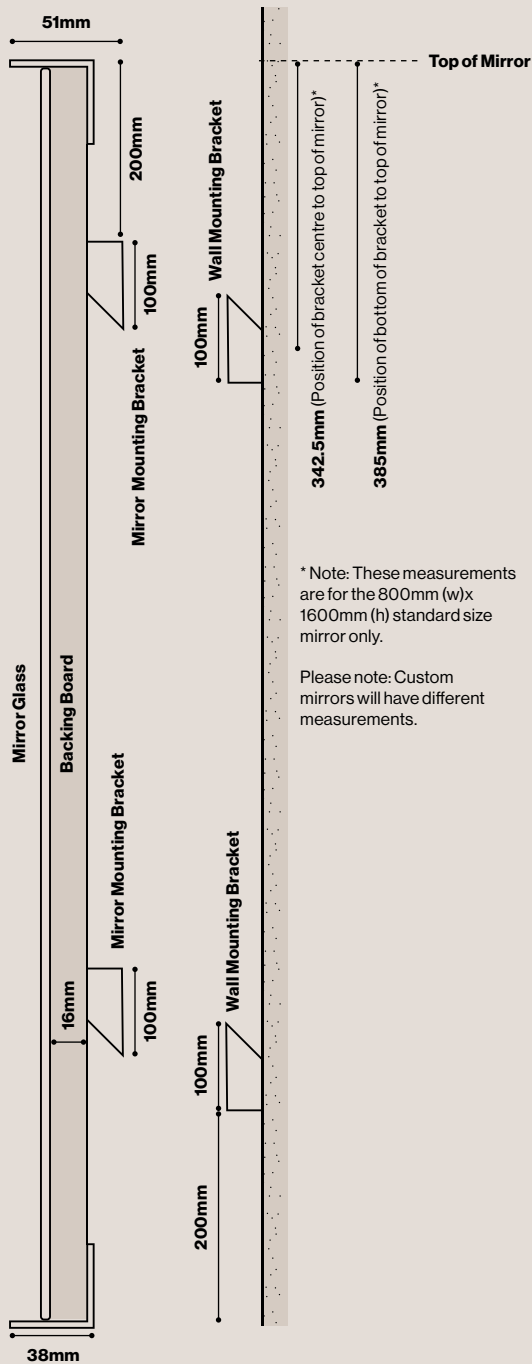 51mm
Top of Mirror
200mm
Wall Mounting Bracket
342.5mm (Position of bracket centre to top of mirror)*
385mm (Position of bottom of bracket to top of mirror)*
100mm
100mm
Mirror Mounting Bracket
* Note: These measurements
are for the 800mm (w)x
1600mm (h) standard size
mirror only.
Please note: Custom
mirrors will have different
measurements.
Mirror Glass
Backing Board
Mirror Mounting Bracket
Wall Mounting Bracket
16mm
100mm
100mm
200mm
38mm